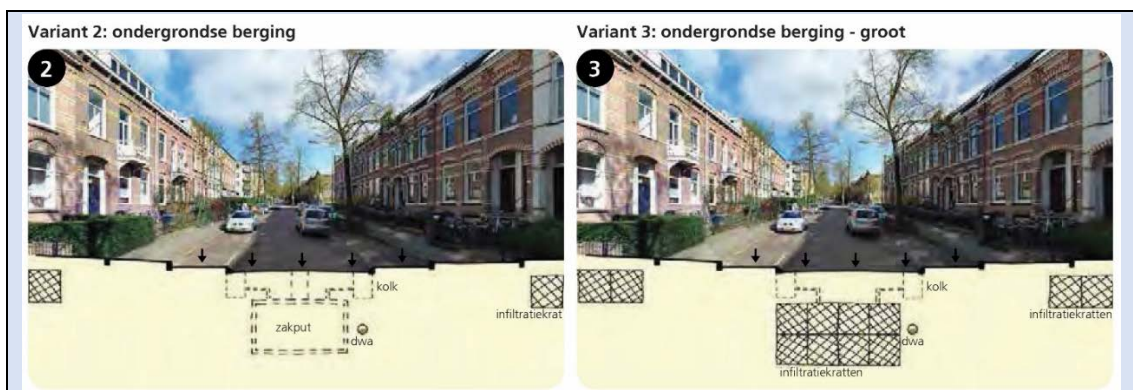 Variant 2: ondergrondse berging
2
kolk
zakput
infiltratiekrat
dwa
Variant 3: ondergrondse berging - groot
3
kolk
infiltratiekratten
dwa
infiltratiekratten